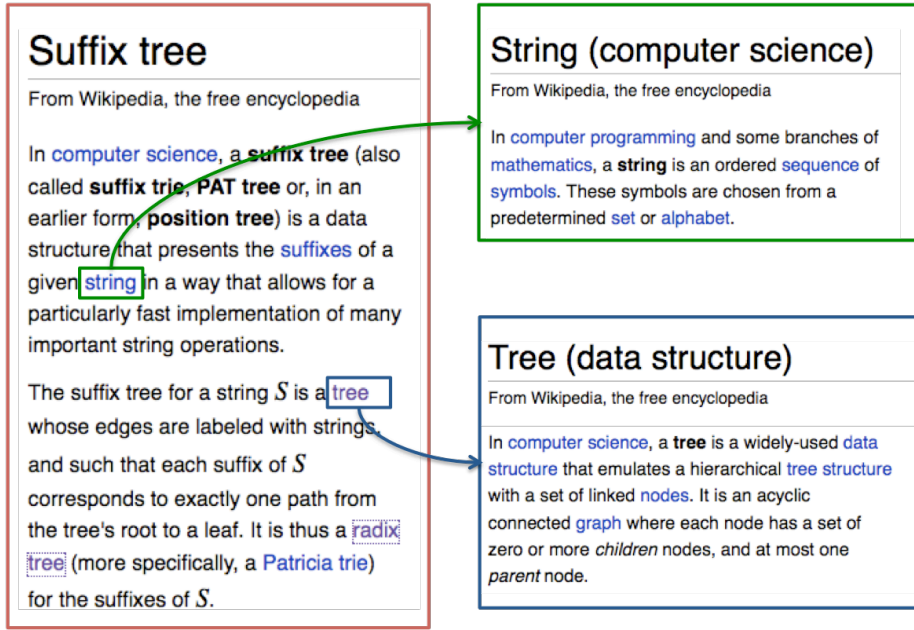 Suffix tree
From Wikipedia, the free encyclopedia
In computer science, a suffix tree (also
called suffix trie, PAT tree or, in an
earlier form, position tree) is a data
structure that presents the suffixes of a
given string in a way that allows for a
particularly fast implementation of many
important string operations.
The suffix tree for a string S is a tree
whose edges are labeled with strings,
and such that each suffix of S
corresponds to exactly one path from
the tree's root to a leaf. It is thus a radix
tree (more specifically, a Patricia trie)
for the suffixes of S.
String (computer science)
From Wikipedia, the free encyclopedia
In computer programming and some branches of
mathematics, a string is an ordered sequence of
symbols. These symbols are chosen from a
predetermined set or alphabet.
Tree (data structure)
From Wikipedia, the free encyclopedia
In computer science, a tree is a widely-used data
structure that emulates a hierarchical tree structure
with a set of linked nodes. It is an acyclic
connected graph where each node has a set of
zero or more children nodes, and at most one
parent node.